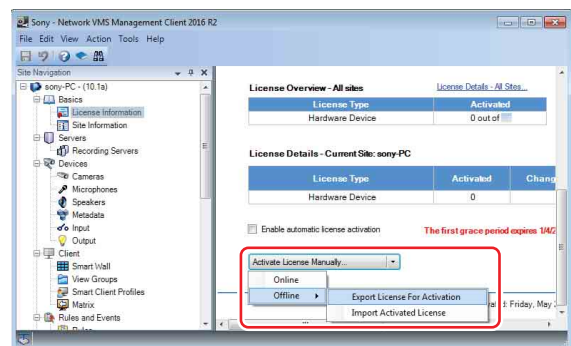 Sony - Network VMS Management Client 2016 R2
File Edit View Action Tools Help
Site Navigation
sony-PC - (10.1a)
Basics
License Information
Site Information
Servers
Recording Servers
Devices
Cameras
Microphones
Speakers
Metadata
Input
Output
Client
Smart Wall
View Groups
Smart Client Profiles
Matrix
Rules and Events
License Overview - All sites
License Details - All Sites...
License Type Activated
Hardware Device 0 out of
License Details - Current Site: sony-PC
License Type Activated Chang
Hardware Device 0
Enable automatic license activation
The first grace period expires 1/4/2
Activate License Manually...
Online
Offline
Export License For Activation
Import Activated License
d: Friday, May